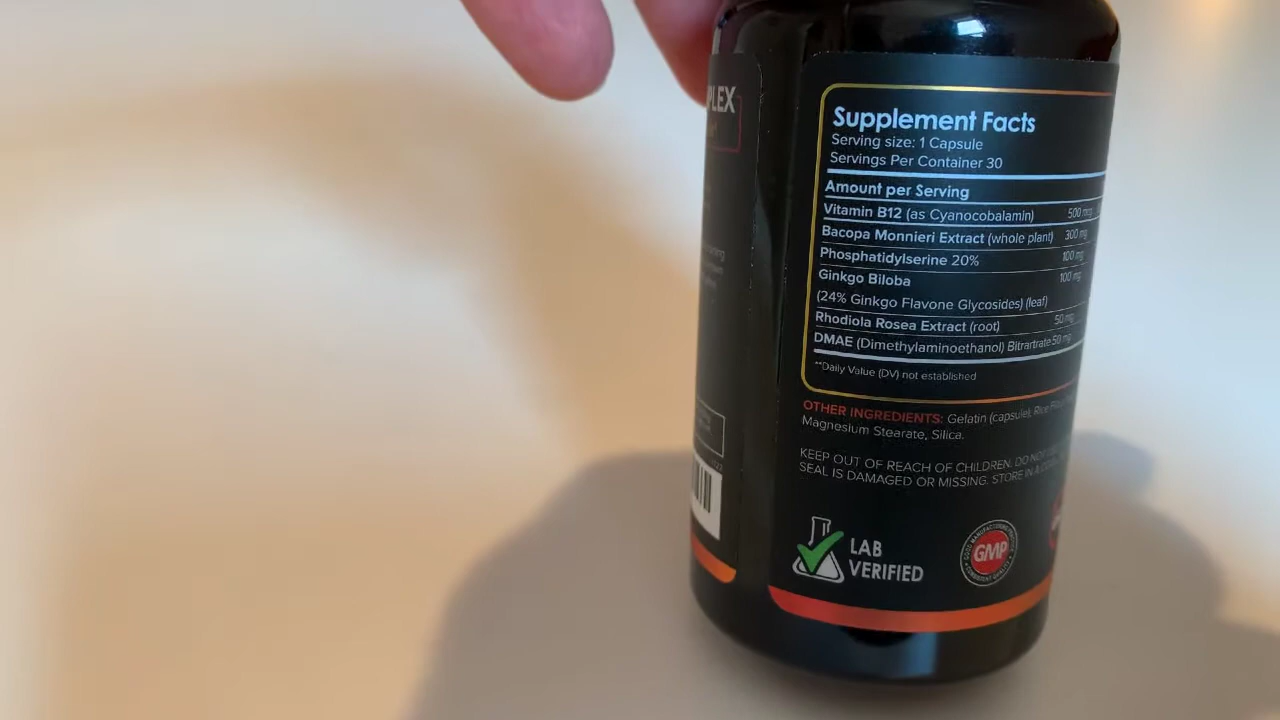 PLEX
Supplement Facts
Serving size: 1 Capsule
Servings Per Container 30
Amount per Serving
Vitamin B12 (as Cyanocobalamin) 500 mcg
Bacopa Monnieri Extract (whole plant) 300 mg
Phosphatidylserine 20% 100 mg
Ginkgo Biloba 100 mg
(24% Ginkgo Flavone Glycosides) (leaf)
Rhodiola Rosea Extract (root) 50 mg
DMAE (Dimethylaminoethanol) Bitrartrate 50 mg
**Daily Value (DV) not established
OTHER INGREDIENTS: Gelatin (capsule), Rice
Magnesium Stearate, Silica.
KEEP OUT OF REACH OF CHILDREN. DO NOT
SEAL IS DAMAGED OR MISSING. STORE IN A
LAB
VERIFIED
GOOD MANUFACTURING PRACTICE
GMP